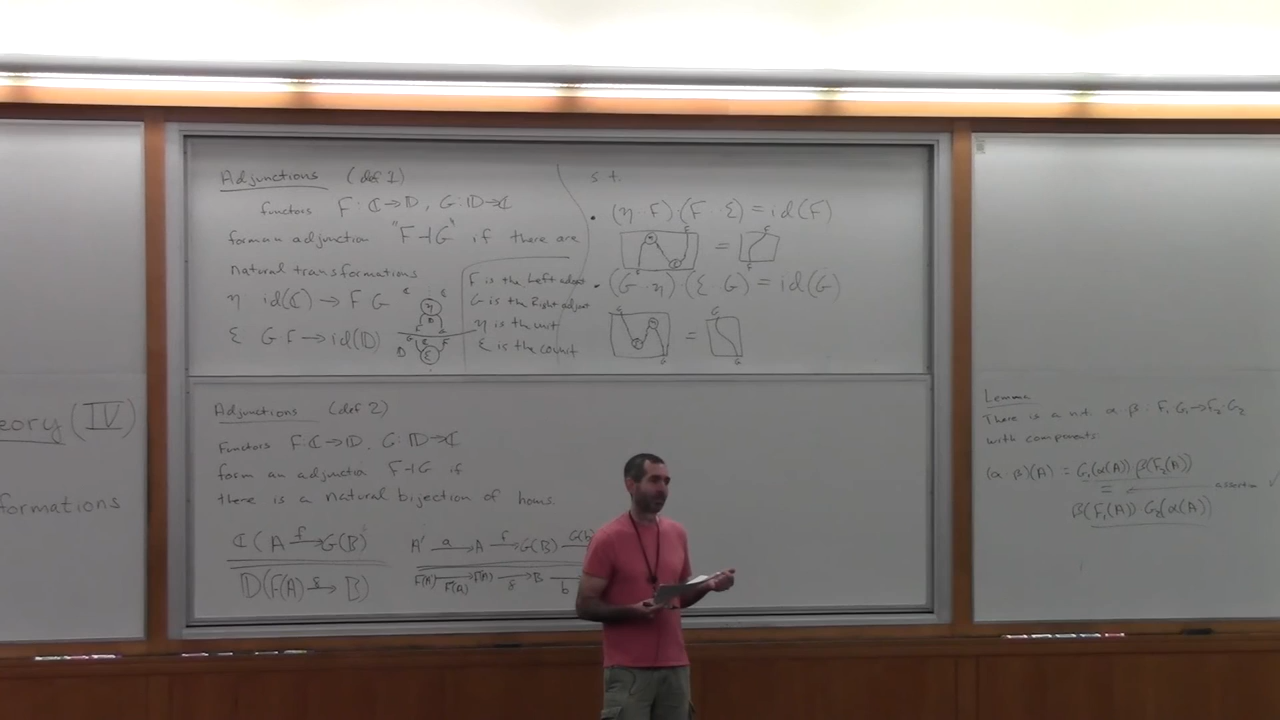 eory (IV)
formations
Adjunctions (def 1)
functors F : ℂ→𝔻, G : 𝔻→ℂ
form an adjunction "F⊣G" if there are
natural transformations
η id(ℂ) → F G
ε G F → id(𝔻)
F is the Left adjoint
G is the Right adjoint
η is the unit
ε is the counit
s.t.
• (η · F) · (F · ε) = id(F)
=
• (G · η) · (ε · G) = id(G)
=
Adjunctions (def 2)
Functors F : ℂ→𝔻, G : 𝔻→ℂ
form an adjunction F⊣G if
there is a natural bijection of homs.
ℂ(A f→ G(B))
𝔻(F(A) g→ B)
A' a→ A f→ G(B) G(b)
F(A') F(a)→ F(A) g→ B b
Lemma
There is a n.t. α·β : F₁·G₁→F₂·G₂
with components:
(α·β)(A) = G₁(α(A)) · β(F₂(A))
= ← assertion
β(F₁(A)) · G₂(α(A))